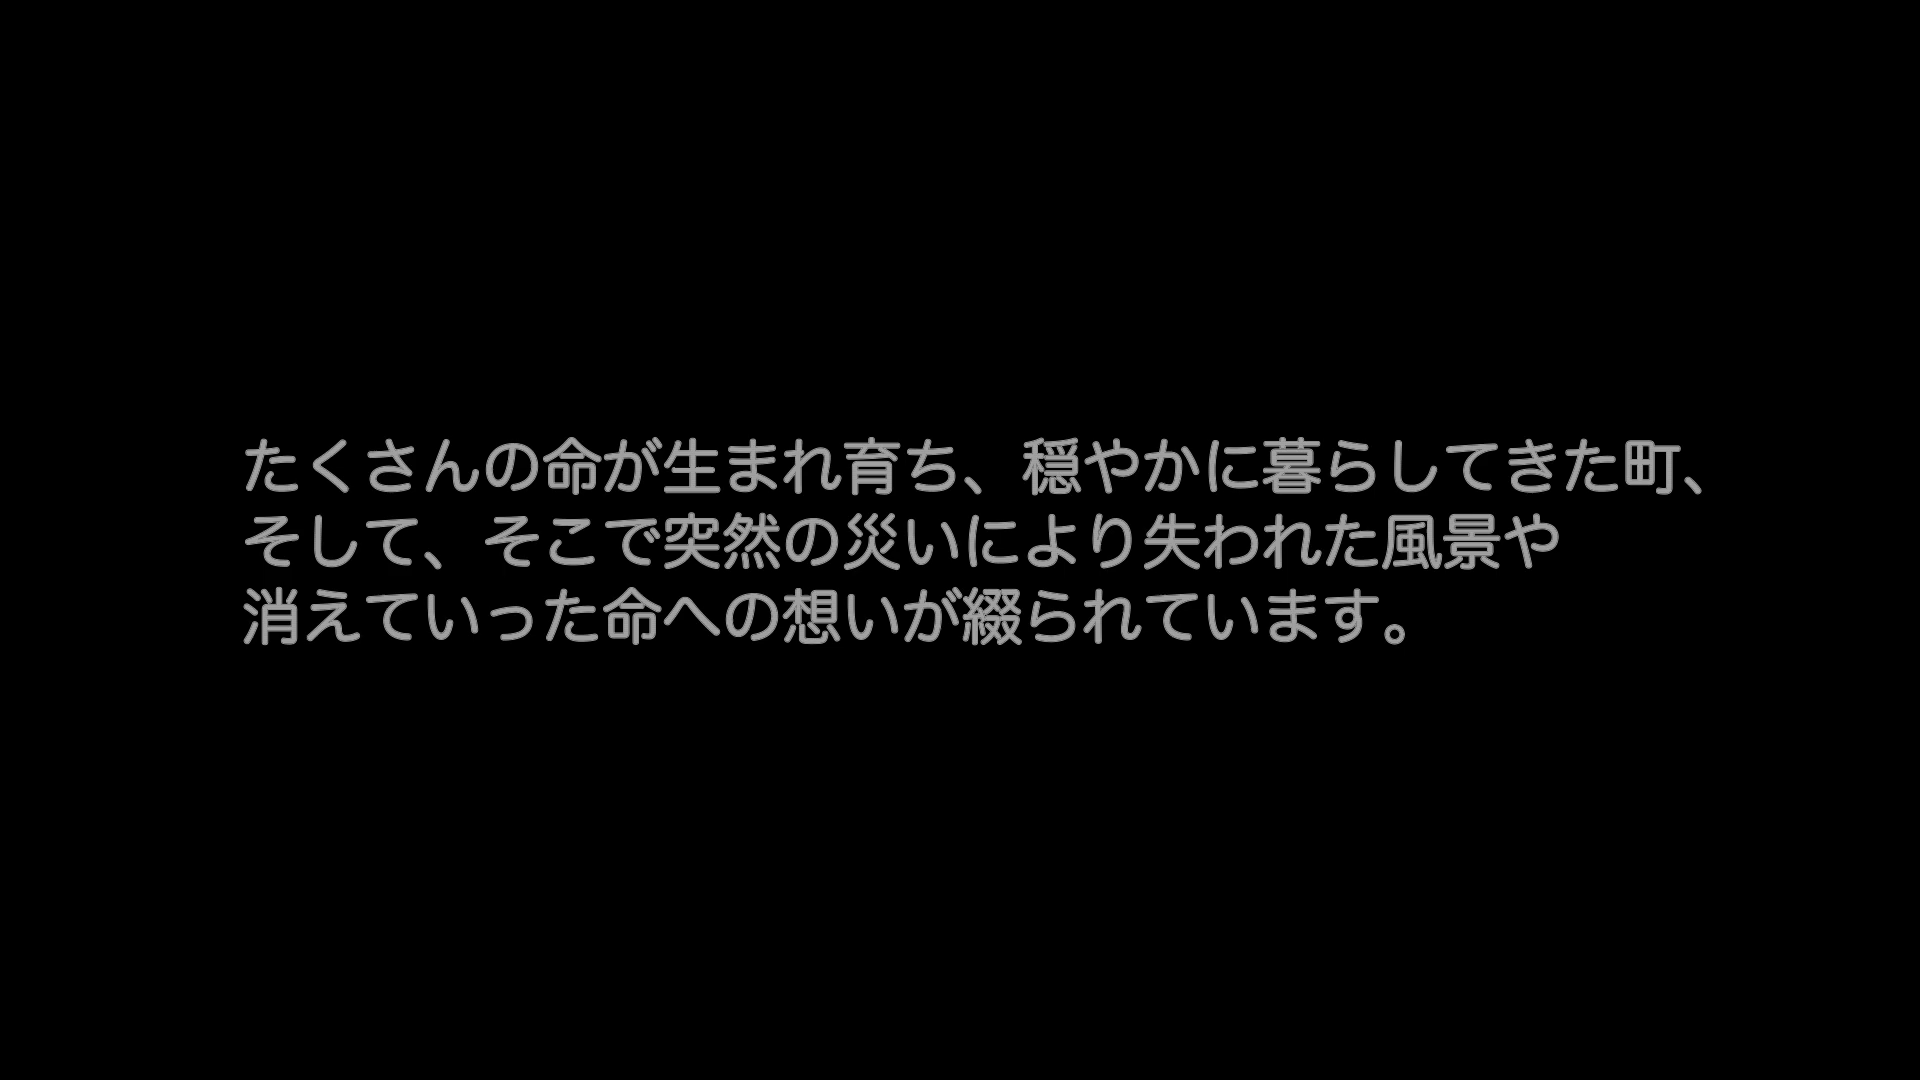 たくさんの命が生まれ育ち、穏やかに暮らしてきた町、
そして、そこで突然の災いにより失われた風景や
消えていった命への想いが綴られています。